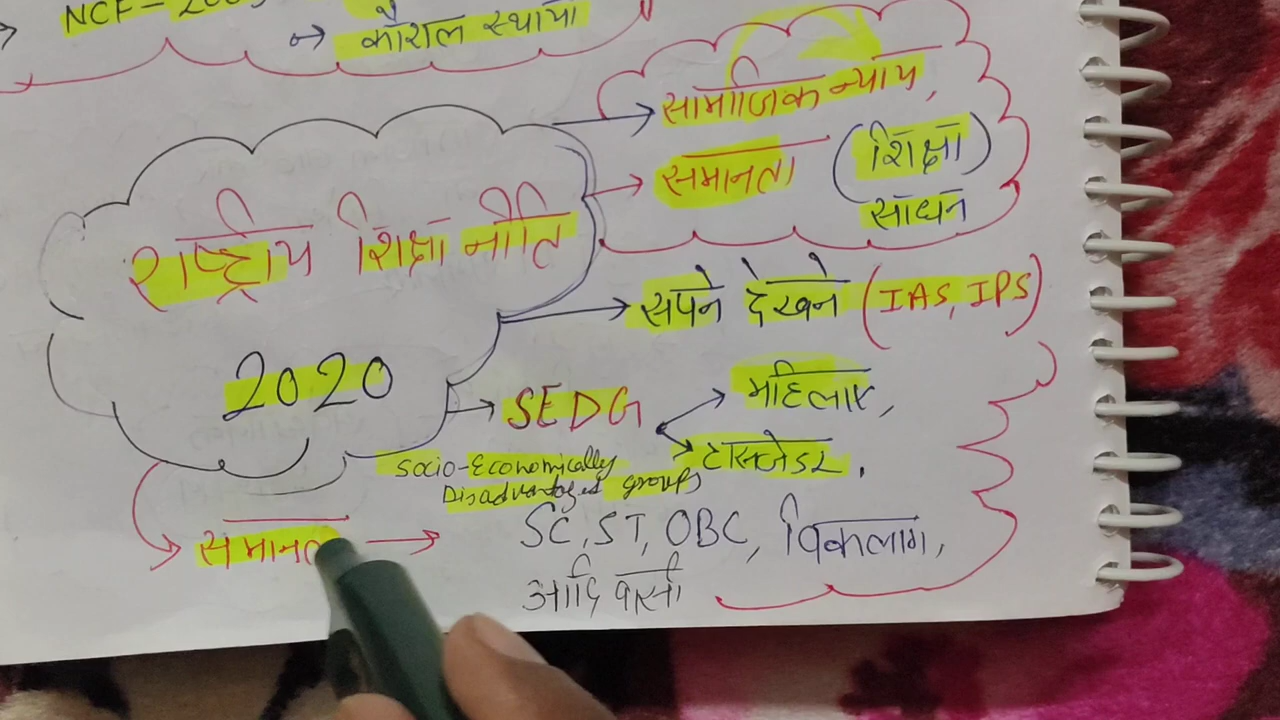 NCF-200
→ कौशल स्थायी
→ सामाजिक न्याय,
→ समानता (शिक्षा)
साधन
राष्ट्रीय शिक्षा नीति
2020
→ सपने देखने (IAS, IPS)
→ SEDG → महिलाए,
→ ट्रासजेडर,
Socio-Economically
Disadvantaged groups
समानता → SC, ST, OBC, विकलाग,
आदि